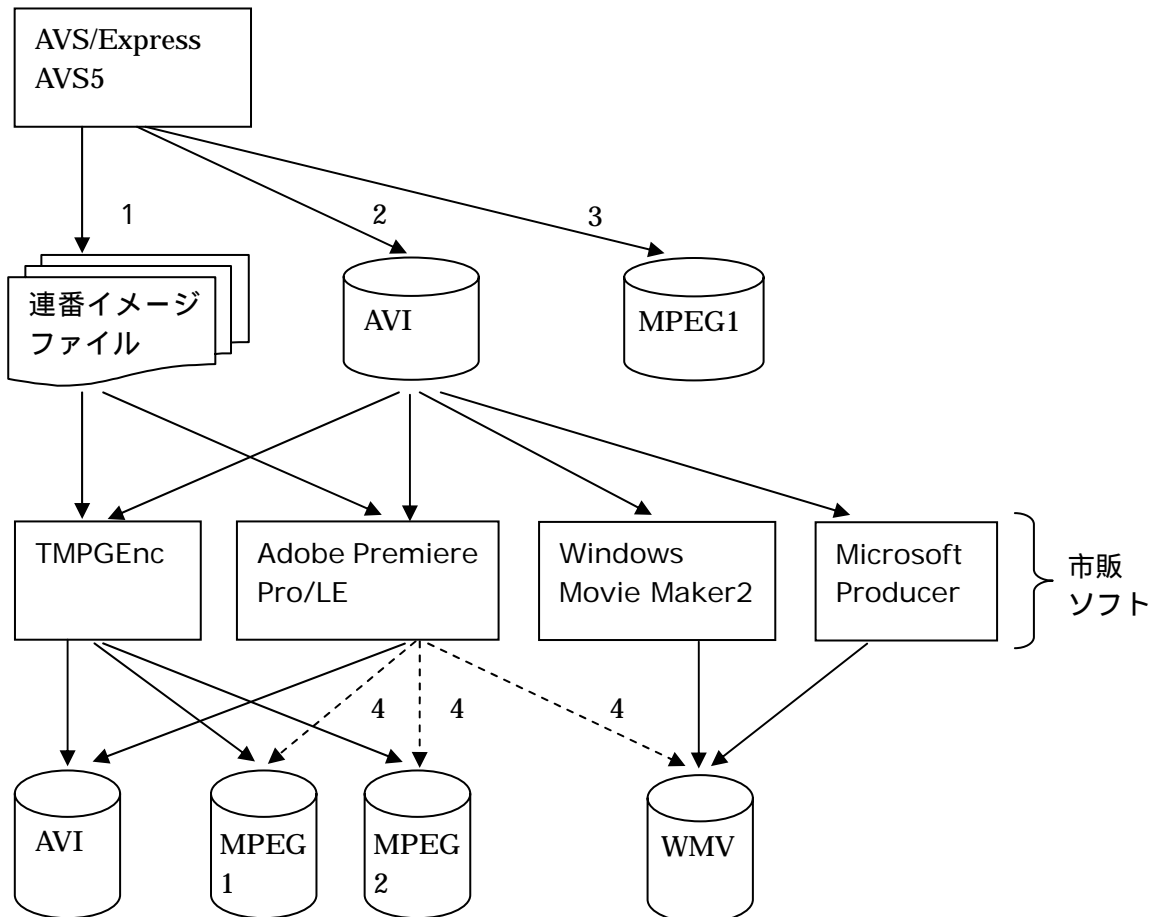 AVS/Express
AVS5
1
2
3
連番イメージ
ファイル
AVI
MPEG1
TMPGEnc
Adobe Premiere
Pro/LE
Windows
Movie Maker2
Microsoft
Producer
市販
ソフト
4
4
4
AVI
MPEG
1
MPEG
2
WMV